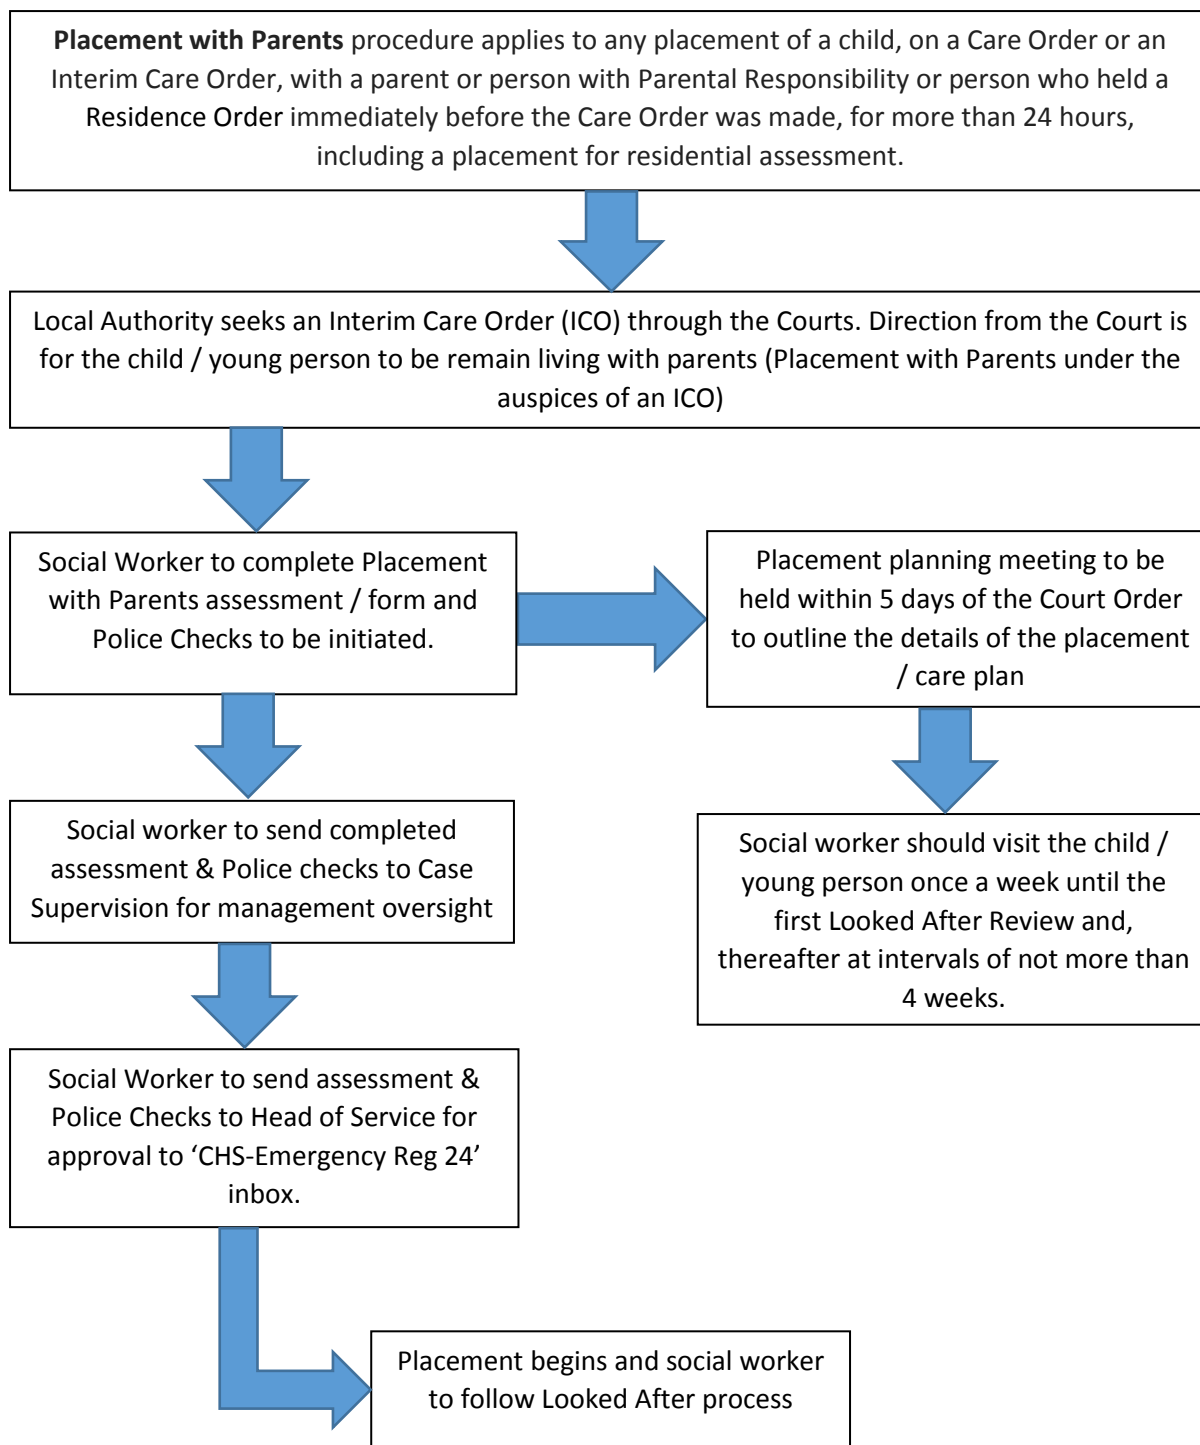 Placement with Parents procedure applies to any placement of a child, on a Care Order or an
Interim Care Order, with a parent or person with Parental Responsibility or person who held a
Residence Order immediately before the Care Order was made, for more than 24 hours,
including a placement for residential assessment.
Local Authority seeks an Interim Care Order (ICO) through the Courts. Direction from the Court is
for the child / young person to be remain living with parents (Placement with Parents under the
auspices of an ICO)
Social Worker to complete Placement
with Parents assessment / form and
Police Checks to be initiated.
Placement planning meeting to be
held within 5 days of the Court Order
to outline the details of the placement
/ care plan
Social worker to send completed
assessment & Police checks to Case
Supervision for management oversight
Social worker should visit the child /
young person once a week until the
first Looked After Review and,
thereafter at intervals of not more than
4 weeks.
Social Worker to send assessment &
Police Checks to Head of Service for
approval to ‘CHS-Emergency Reg 24’
inbox.
Placement begins and social worker
to follow Looked After process